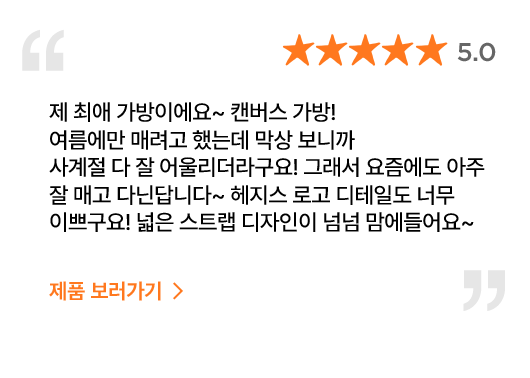 5.0
제 최애 가방이에요~ 캔버스 가방!
여름에만 매려고 했는데 막상 보니까
사계절 다 잘 어울리더라구요! 그래서 요즘에도 아주
잘 매고 다닌답니다~ 헤지스 로고 디테일도 너무
이쁘구요! 넓은 스트랩 디자인이 넘넘 맘에들어요~
제품 보러가기 >